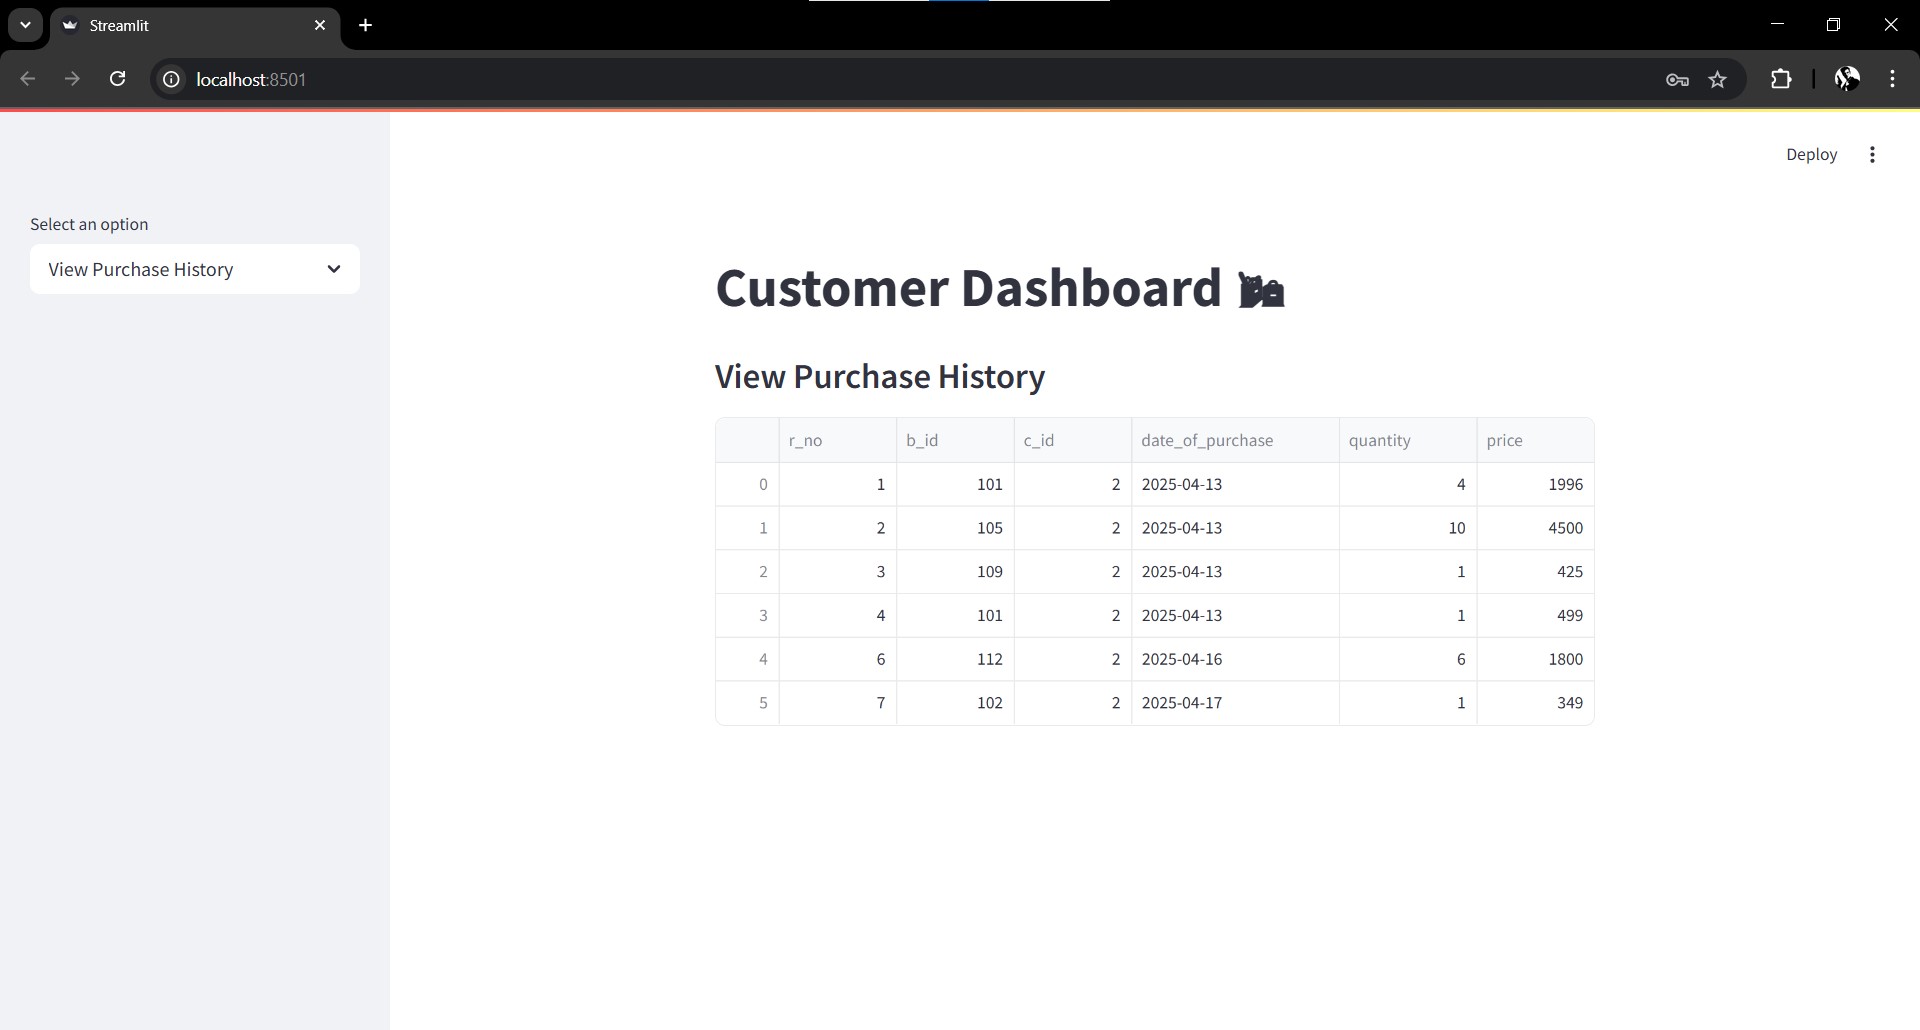 Streamlit
localhost:8501
Deploy
Select an option
View Purchase History
Customer Dashboard
View Purchase History
r_no b_id c_id date_of_purchase quantity price
0 1 101 2 2025-04-13 4 1996
1 2 105 2 2025-04-13 10 4500
2 3 109 2 2025-04-13 1 425
3 4 101 2 2025-04-13 1 499
4 6 112 2 2025-04-16 6 1800
5 7 102 2 2025-04-17 1 349